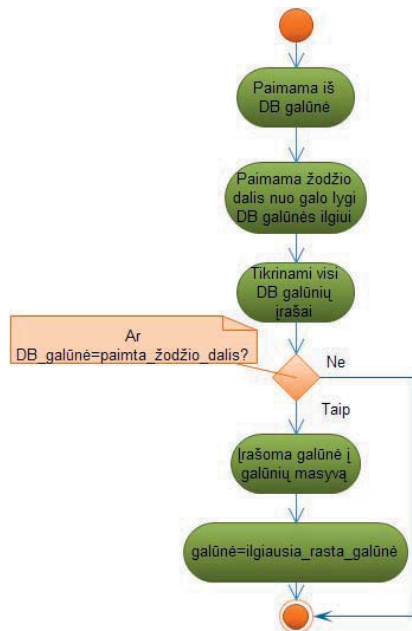 Paimama iš
DB galūnė
Paimama žodžio
dalis nuo galo lygi
DB galūnės ilgiui
Tikrinami visi
DB galūnių
įrašai
Ar
DB_galūnė=paimta_žodžio_dalis?
Ne
Taip
Įrašoma galūnė į
galūnių masyvą
galūnė=ilgiausia_rasta_galūnė